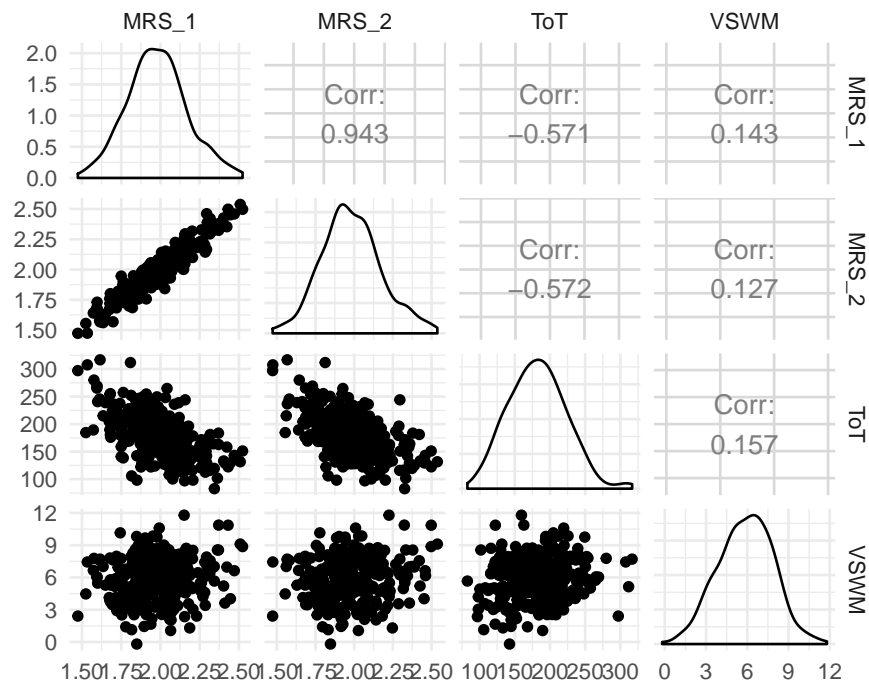 MRS_1 MRS_2 ToT VSWM
2.0
1.5
1.0
0.5
0.0
Corr:
0.943
Corr:
−0.571
Corr:
0.143
MRS_1
2.50
2.25
2.00
1.75
1.50
Corr:
−0.572
Corr:
0.127
MRS_2
300
250
200
150
100
Corr:
0.157
ToT
12
9
6
3
0
VSWM
1.50 1.75 2.00 2.25 2.50 1.50 1.75 2.00 2.25 2.50 100 150 200 250 300 0 3 6 9 12